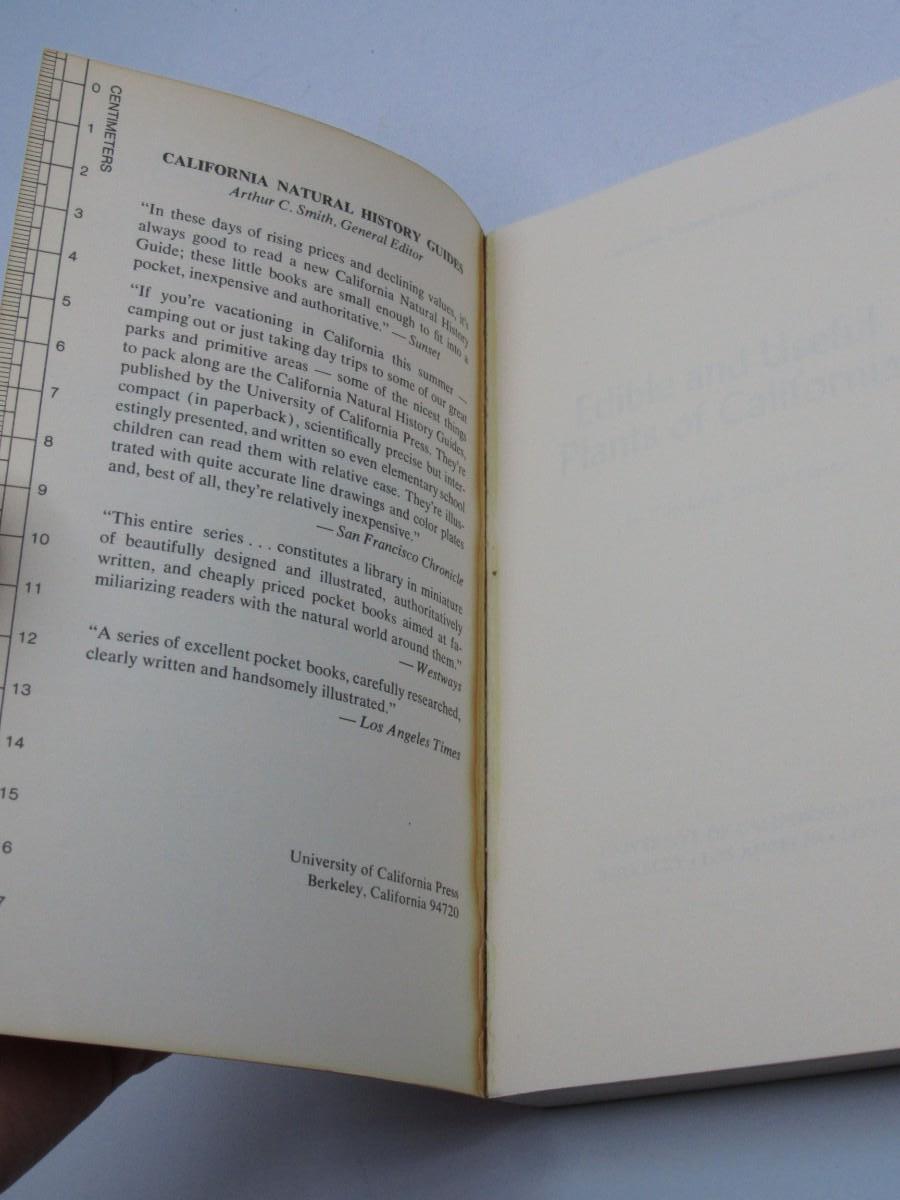 CENTIMETERS
0
1
2
3
4
5
6
7
8
9
10
11
12
13
14
15
6
7
CALIFORNIA NATURAL HISTORY GUIDES
Arthur C. Smith, General Editor
“In these days of rising prices and declining values, it’s
always good to read a new California Natural History
Guide; these little books are small enough to fit into a
pocket, inexpensive and authoritative.” — Sunset
“If you’re vacationing in California this summer —
camping out or just taking day trips to some of our great
parks and primitive areas — some of the nicest things
to pack along are the California Natural History Guides,
published by the University of California Press. They’re
compact (in paperback), scientifically precise but inter-
estingly presented, and written so even elementary school
children can read them with relative ease. They’re illus-
trated with quite accurate line drawings and color plates
and, best of all, they’re relatively inexpensive.”
— San Francisco Chronicle
“This entire series . . . constitutes a library in miniature
of beautifully designed and illustrated, authoritatively
written, and cheaply priced pocket books aimed at fa-
miliarizing readers with the natural world around them.”
— Westways
“A series of excellent pocket books, carefully researched,
clearly written and handsomely illustrated.”
— Los Angeles Times
University of California Press
Berkeley, California 94720
Edible and Useful
Plants of California